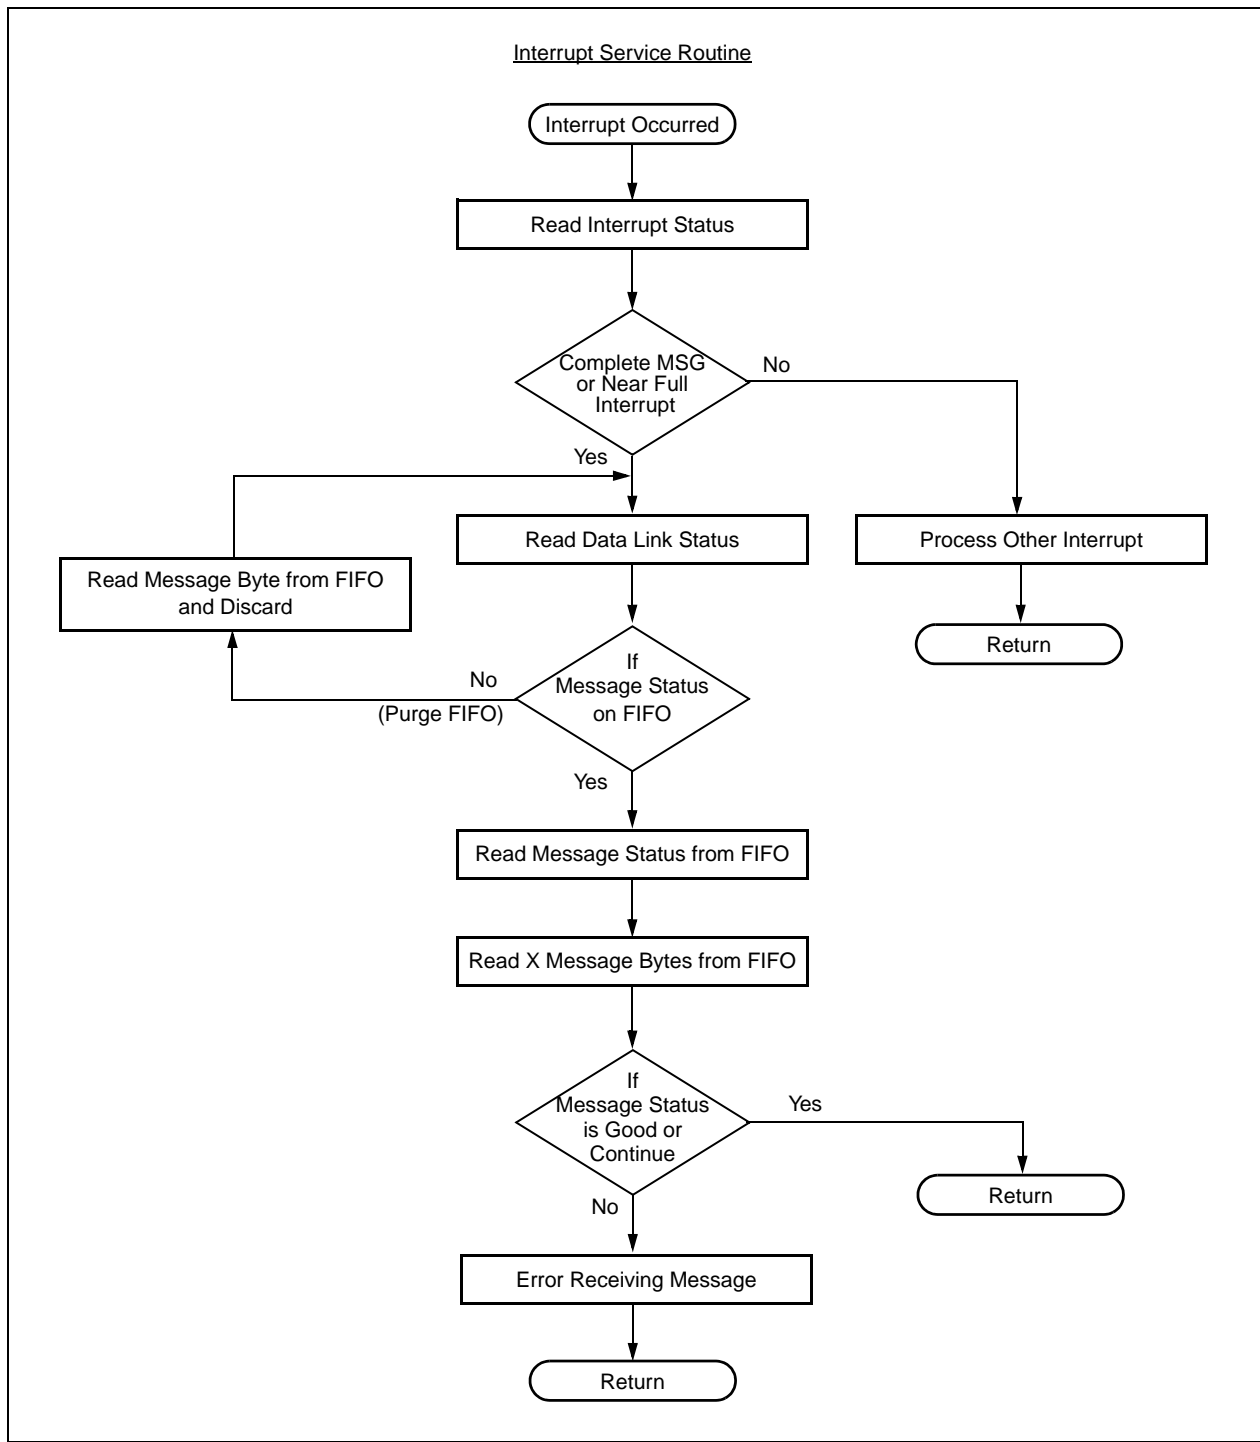 Interrupt Service Routine
Interrupt Occurred
Read Interrupt Status
Complete MSG
or Near Full
Interrupt
No
Yes
Read Data Link Status
Process Other Interrupt
Read Message Byte from FIFO
and Discard
Return
If
Message Status
on FIFO
No
(Purge FIFO)
Yes
Read Message Status from FIFO
Read X Message Bytes from FIFO
If
Message Status
is Good or
Continue
Yes
Return
No
Error Receiving Message
Return